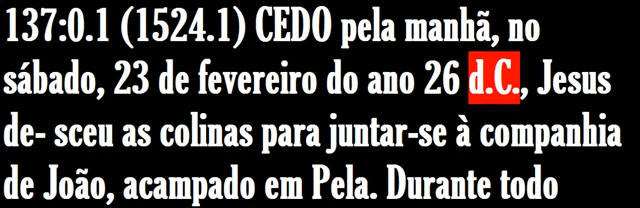 137:0.1 (1524.1) CEDO pela manhã, no
sábado, 23 de fevereiro do ano 26 d.C., Jesus
de- sceu as colinas para juntar-se à companhia
de João, acampado em Pela. Durante todo